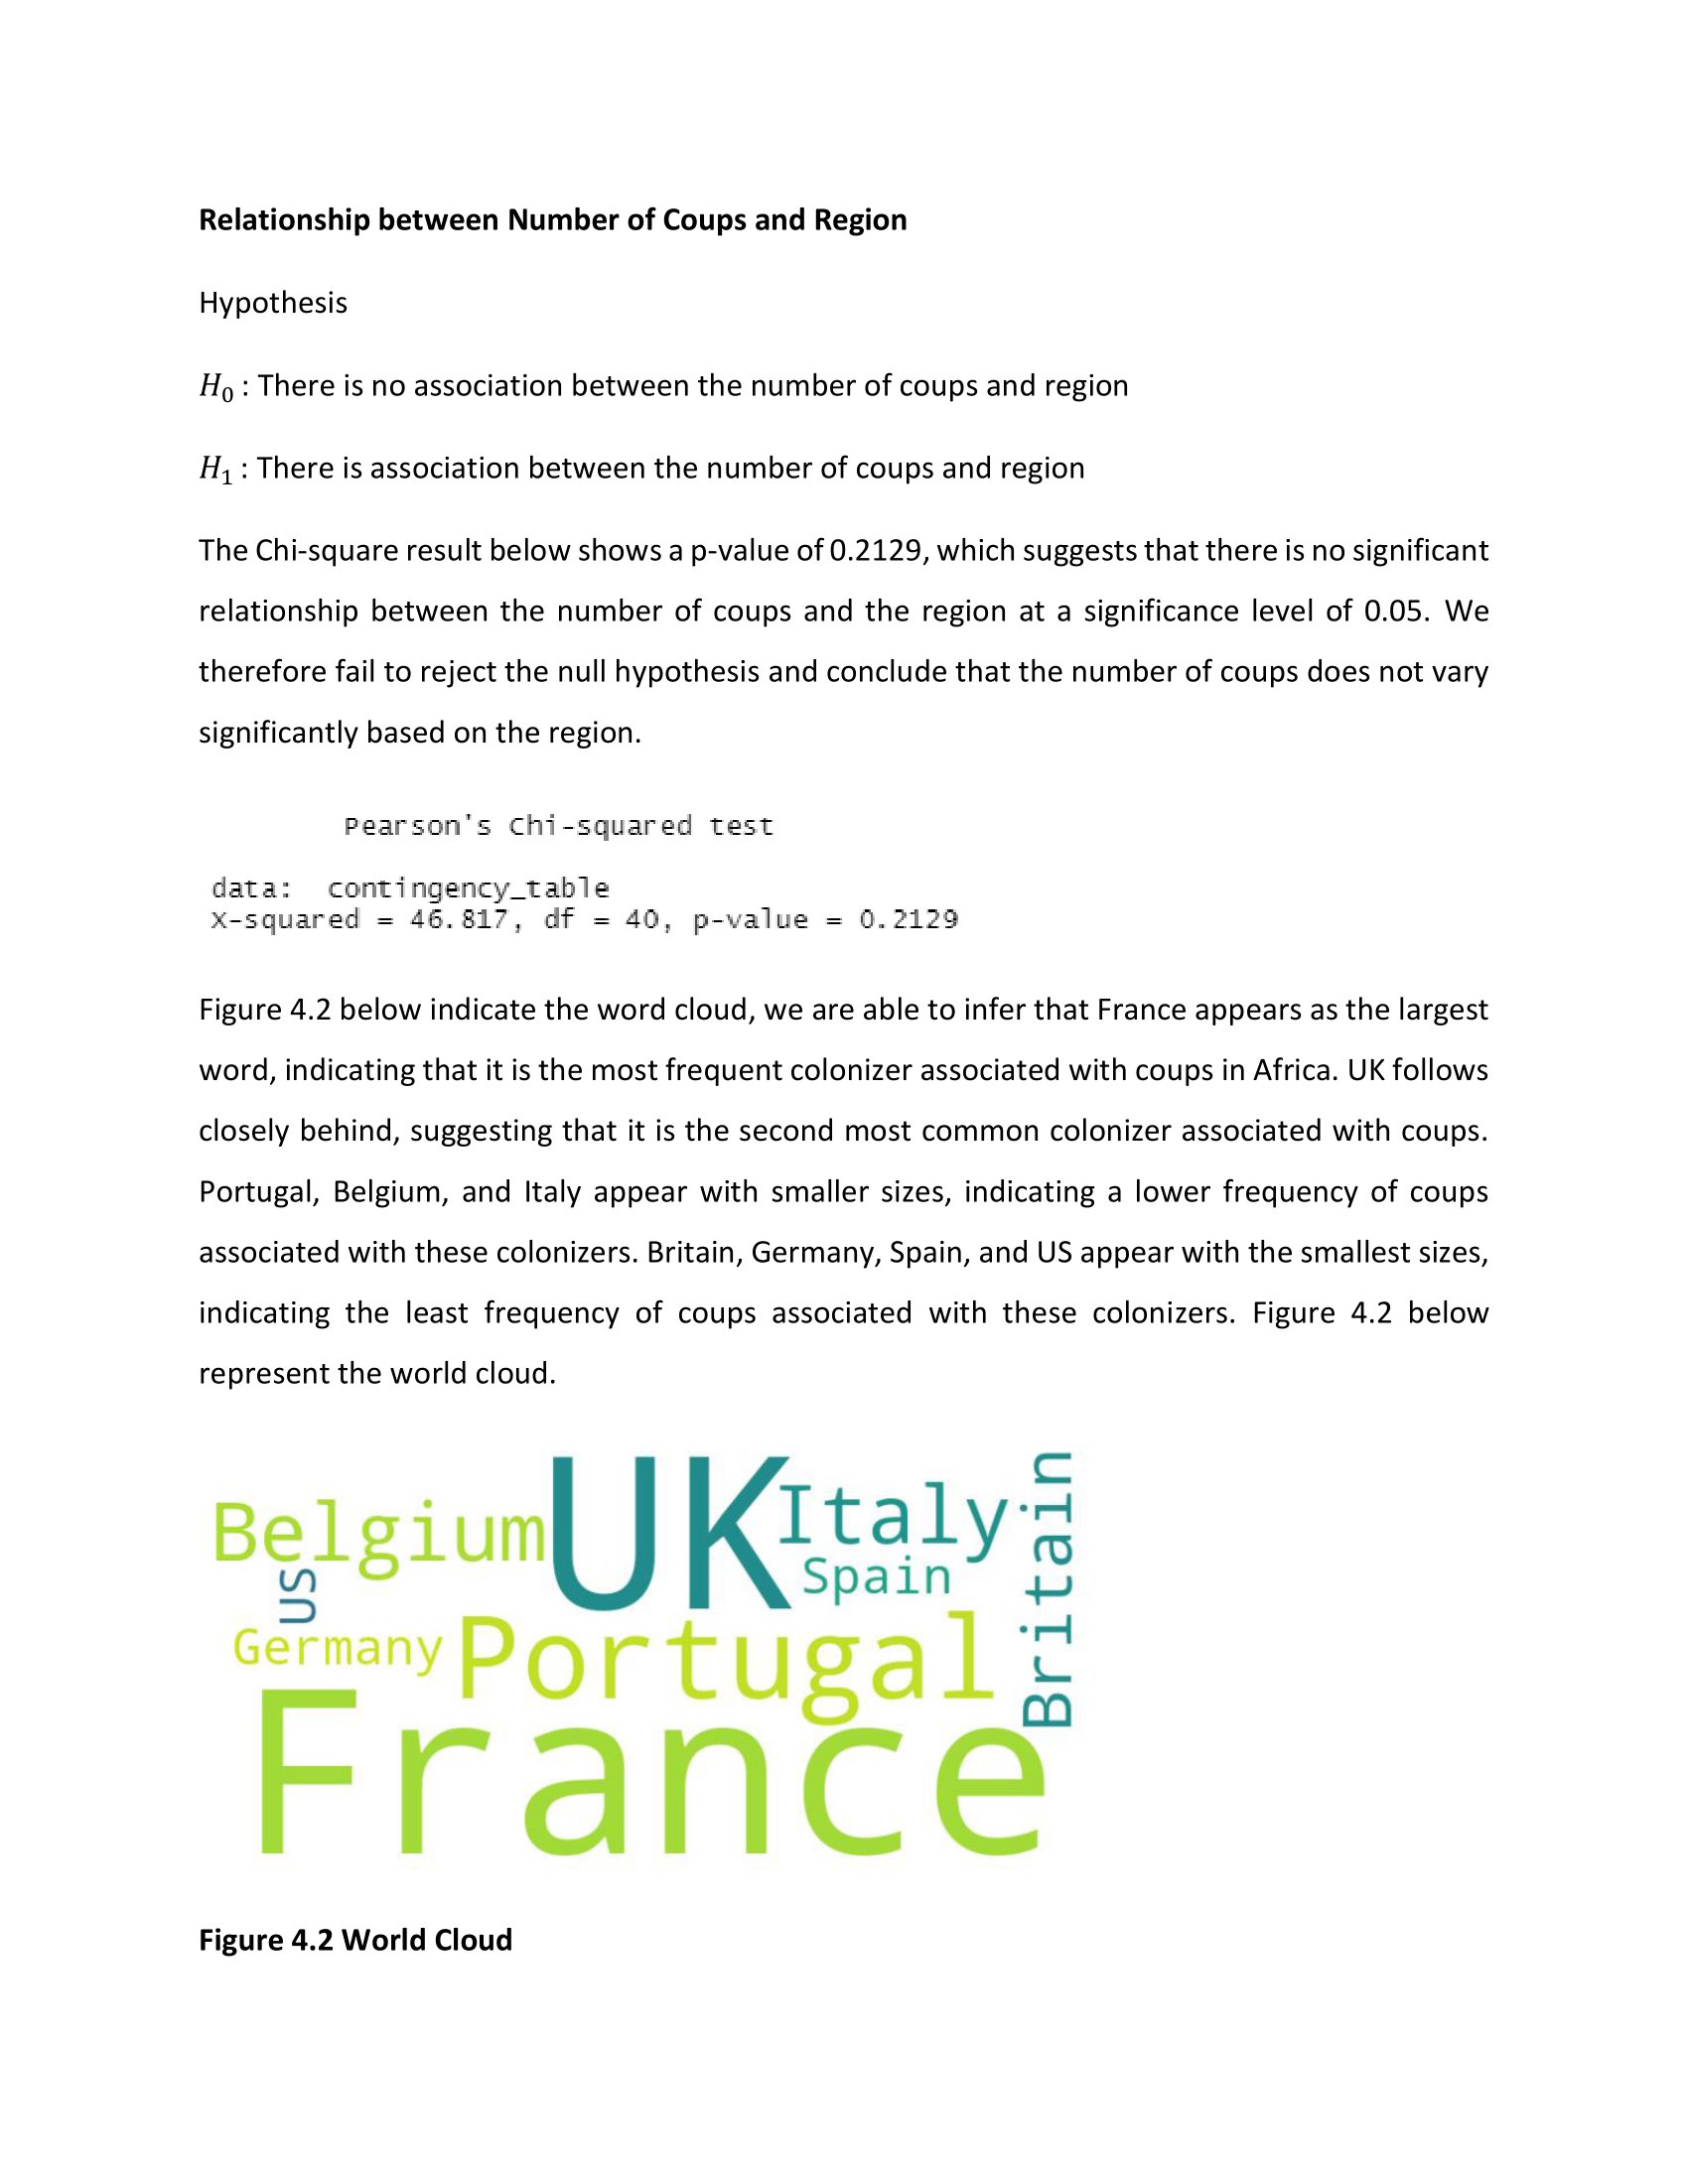 Relationship between Number of Coups and Region
Hypothesis
H₀ : There is no association between the number of coups and region
H₁ : There is association between the number of coups and region
The Chi-square result below shows a p-value of 0.2129, which suggests that there is no significant
relationship between the number of coups and the region at a significance level of 0.05. We
therefore fail to reject the null hypothesis and conclude that the number of coups does not vary
significantly based on the region.
Pearson's Chi-squared test
data:  contingency_table
X-squared = 46.817, df = 40, p-value = 0.2129
Figure 4.2 below indicate the word cloud, we are able to infer that France appears as the largest
word, indicating that it is the most frequent colonizer associated with coups in Africa. UK follows
closely behind, suggesting that it is the second most common colonizer associated with coups.
Portugal, Belgium, and Italy appear with smaller sizes, indicating a lower frequency of coups
associated with these colonizers. Britain, Germany, Spain, and US appear with the smallest sizes,
indicating the least frequency of coups associated with these colonizers. Figure 4.2 below
represent the world cloud.
Belgium
UK
Italy
Britain
US
Spain
Germany
Portugal
France
Figure 4.2 World Cloud